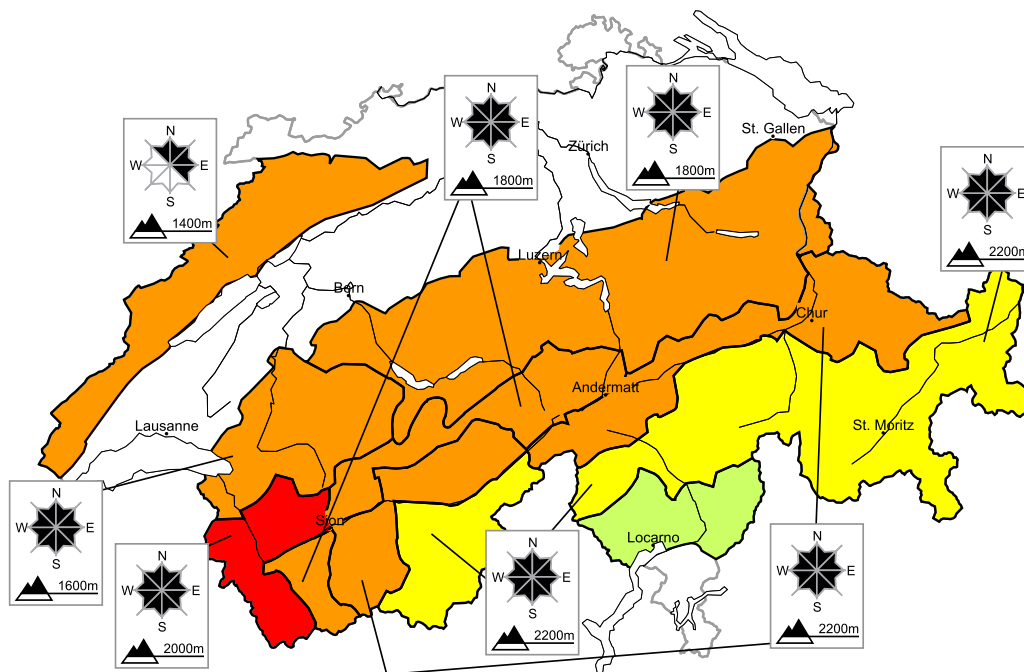 N
W
E
S
1400m
N
W
E
S
1800m
N
W
E
S
1800m
N
W
E
S
2200m
Zürich
St. Gallen
Luzern
Bern
Chur
Andermatt
Lausanne
St. Moritz
Sion
Locarno
N
W
E
S
1600m
N
W
E
S
2000m
N
W
E
S
2200m
N
W
E
S
2200m